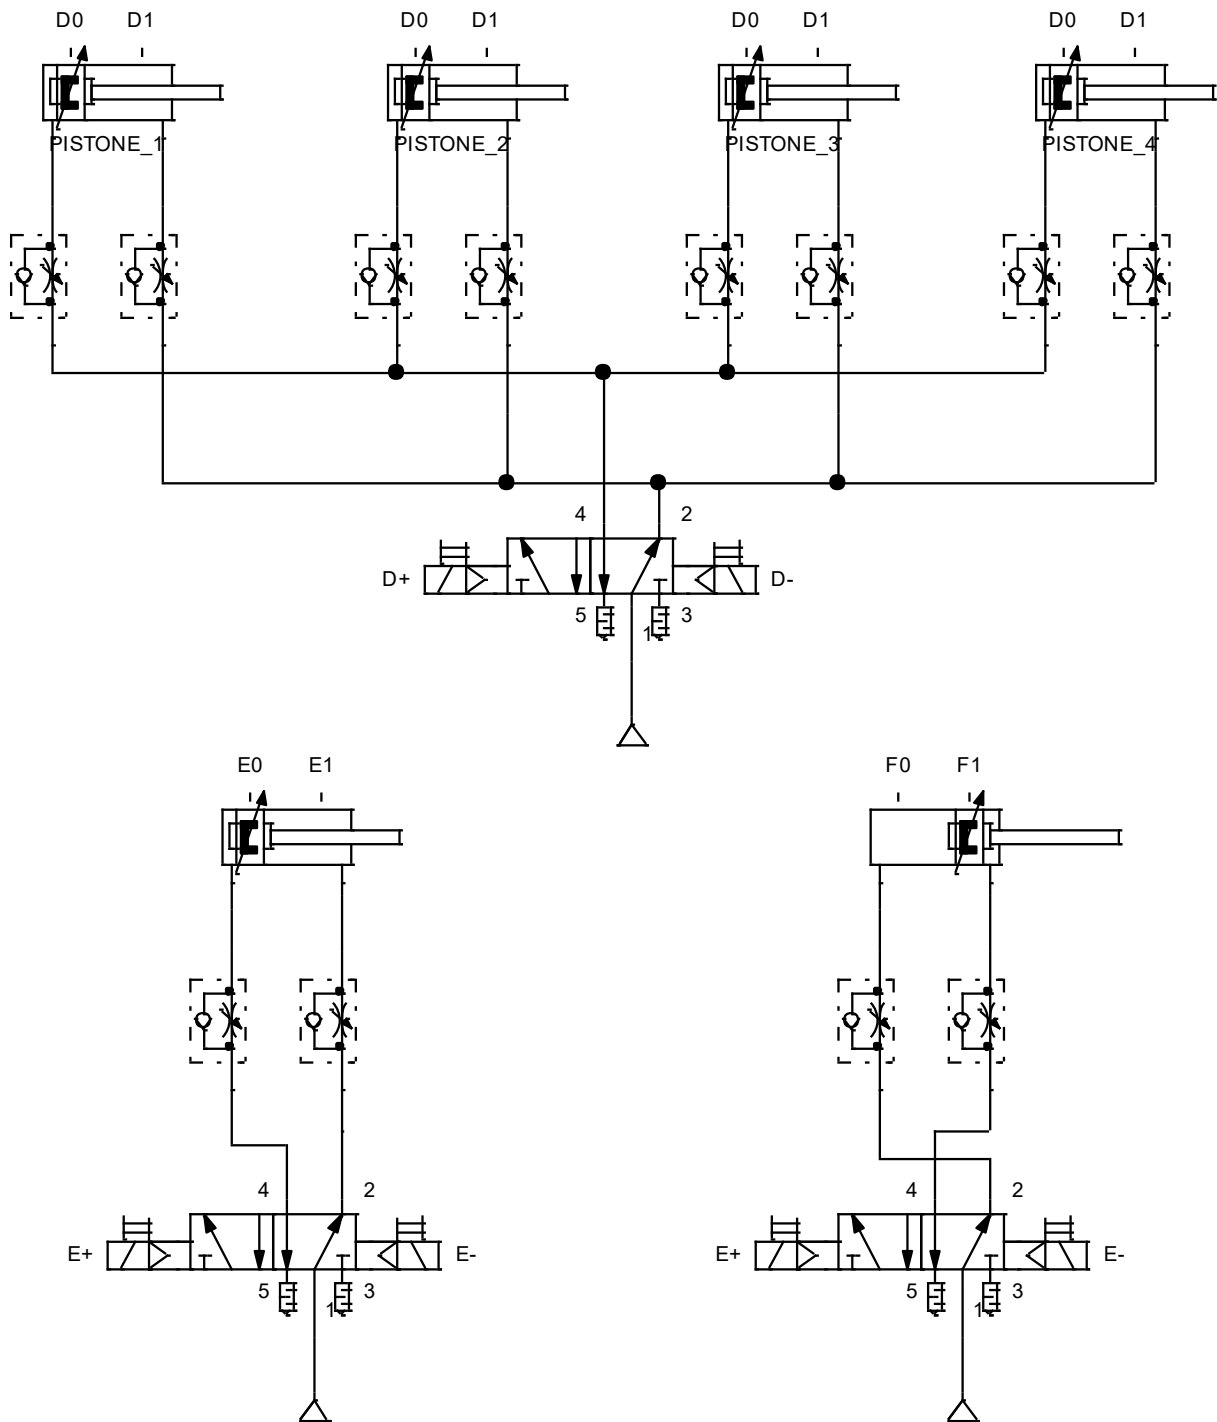 D0 D1 D0 D1 D0 D1 D0 D1
PISTONE_1 PISTONE_2 PISTONE_3 PISTONE_4
4 2
D+ D-
5 1 3
E0 E1 F0 F1
4 2 4 2
E+ E- E+ E-
5 1 3 5 1 3